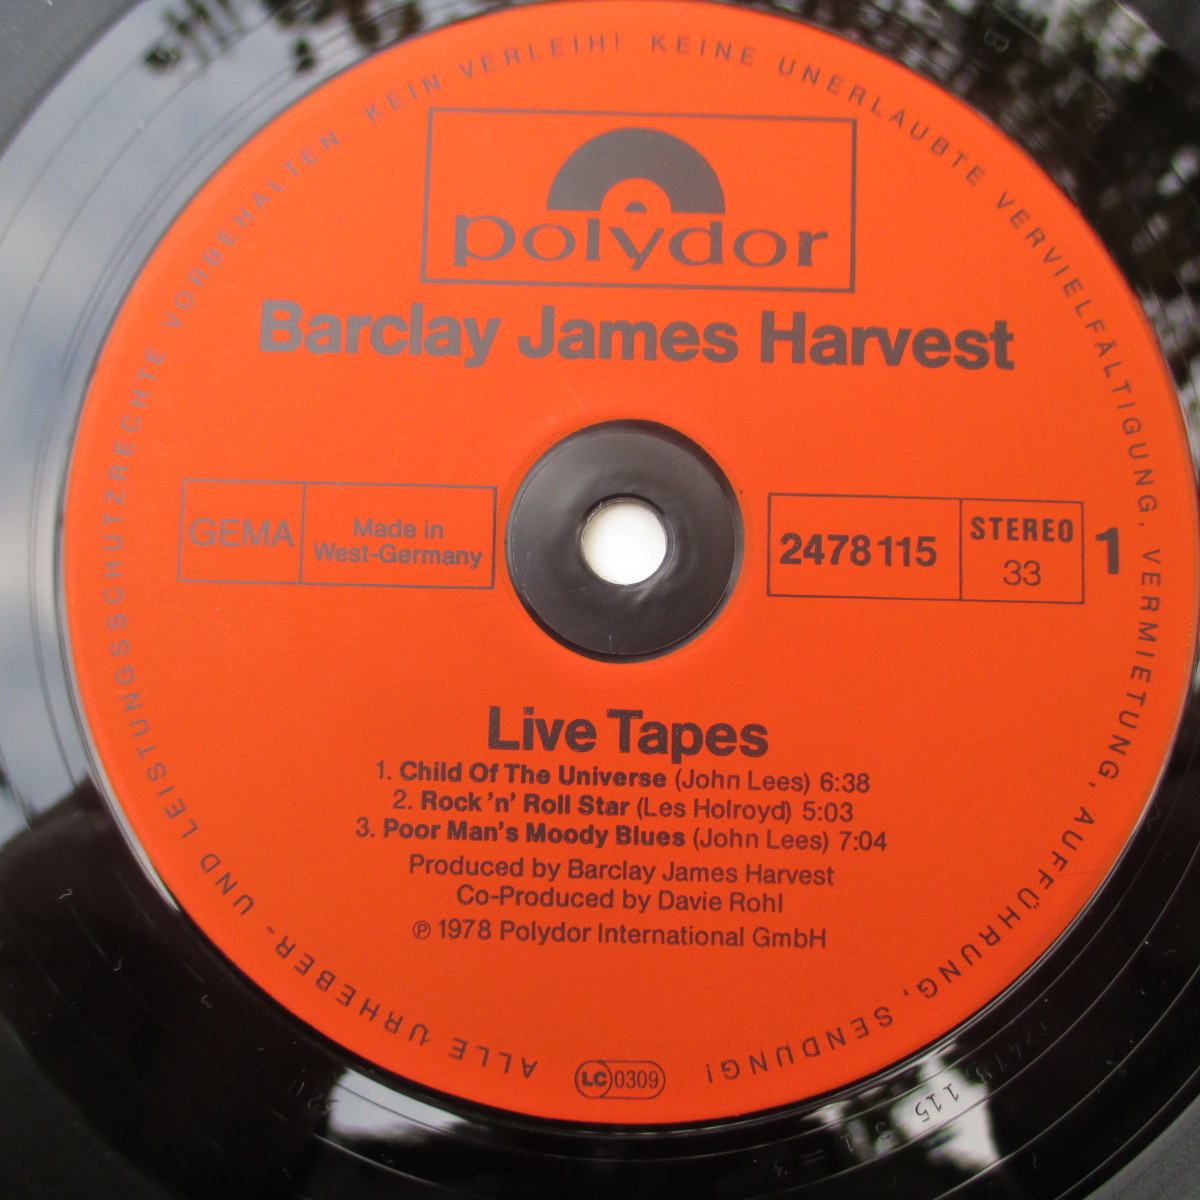 ALLE URHEBER- UND LEISTUNGSSCHUTZRECHTE VORBEHALTEN. KEIN VERLEIH! KEINE UNERLAUBTE VERVIELFÄLTIGUNG, VERMIETUNG, AUFFÜHRUNG, SENDUNG!
polydor
Barclay James Harvest
GEMA
Made in
West-Germany
2478115
STEREO
33
1
Live Tapes
1. Child Of The Universe (John Lees) 6:38
2. Rock 'n' Roll Star (Les Holroyd) 5:03
3. Poor Man's Moody Blues (John Lees) 7:04
Produced by Barclay James Harvest
Co-Produced by Davie Rohl
℗ 1978 Polydor International GmbH
LC 0309